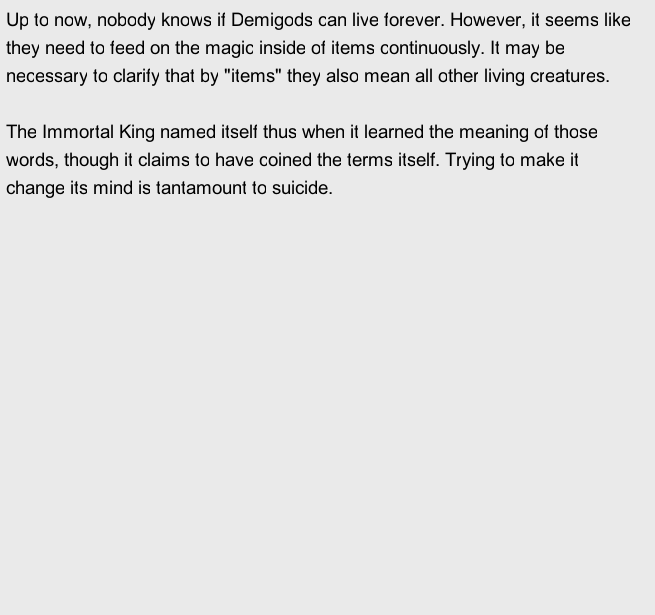 Up to now, nobody knows if Demigods can live forever. However, it seems like
they need to feed on the magic inside of items continuously. It may be
necessary to clarify that by "items" they also mean all other living creatures.

The Immortal King named itself thus when it learned the meaning of those
words, though it claims to have coined the terms itself. Trying to make it
change its mind is tantamount to suicide.